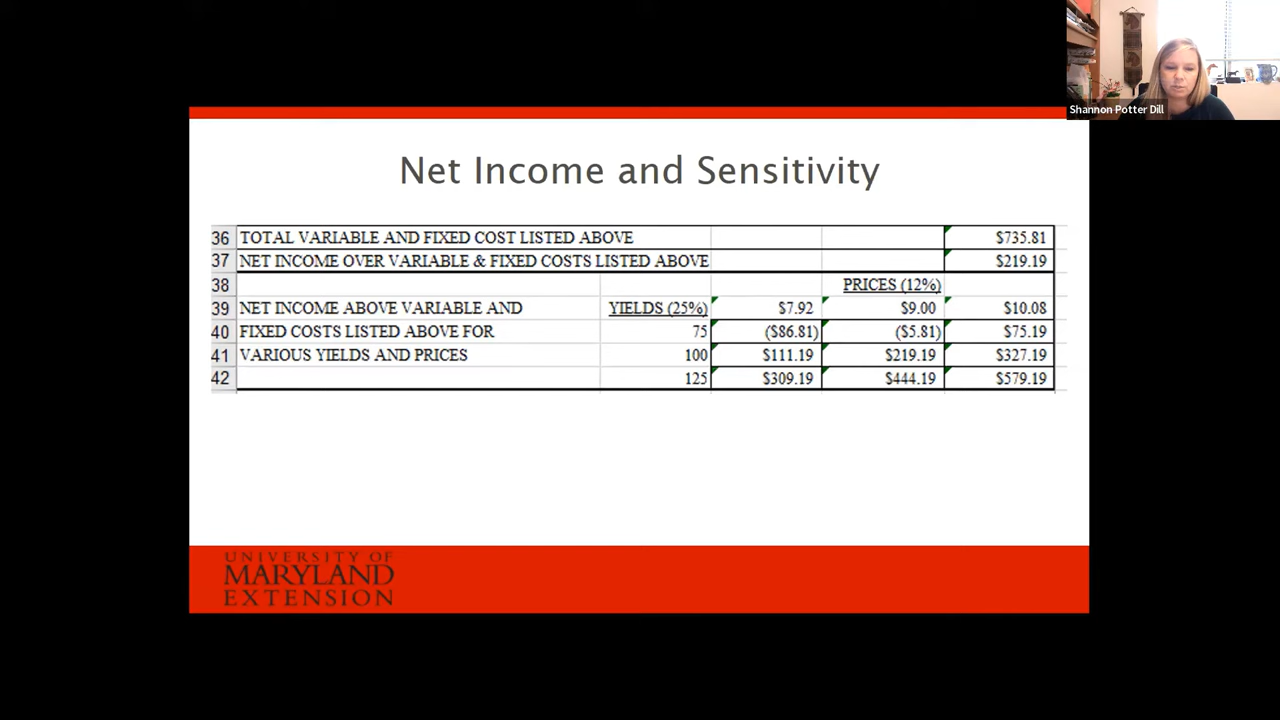 Shannon Potter Dill
Net Income and Sensitivity
36 TOTAL VARIABLE AND FIXED COST LISTED ABOVE $735.81
37 NET INCOME OVER VARIABLE & FIXED COSTS LISTED ABOVE $219.19
38 PRICES (12%)
39 NET INCOME ABOVE VARIABLE AND YIELDS (25%) $7.92 $9.00 $10.08
40 FIXED COSTS LISTED ABOVE FOR 75 ($86.81) ($5.81) $75.19
41 VARIOUS YIELDS AND PRICES 100 $111.19 $219.19 $327.19
42 125 $309.19 $444.19 $579.19
UNIVERSITY OF
MARYLAND
EXTENSION